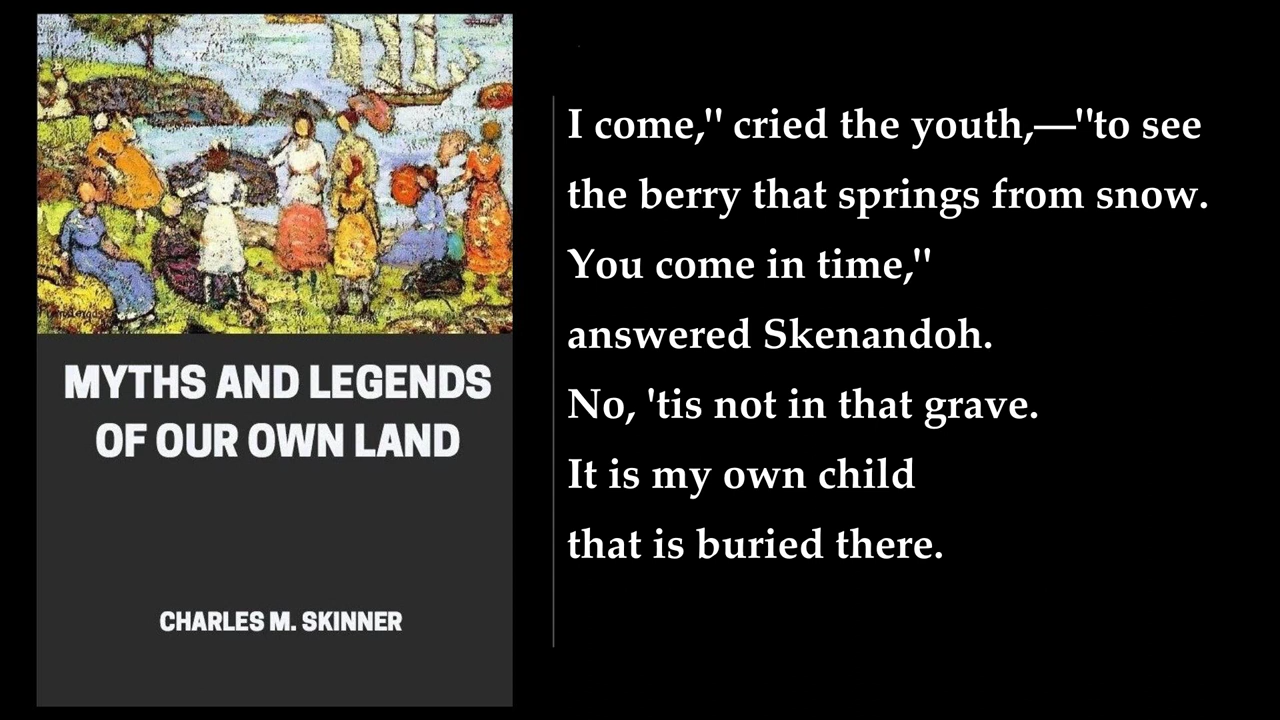 MYTHS AND LEGENDS
OF OUR OWN LAND
CHARLES M. SKINNER
I come," cried the youth,—"to see
the berry that springs from snow.
You come in time,"
answered Skenandoh.
No, 'tis not in that grave.
It is my own child
that is buried there.